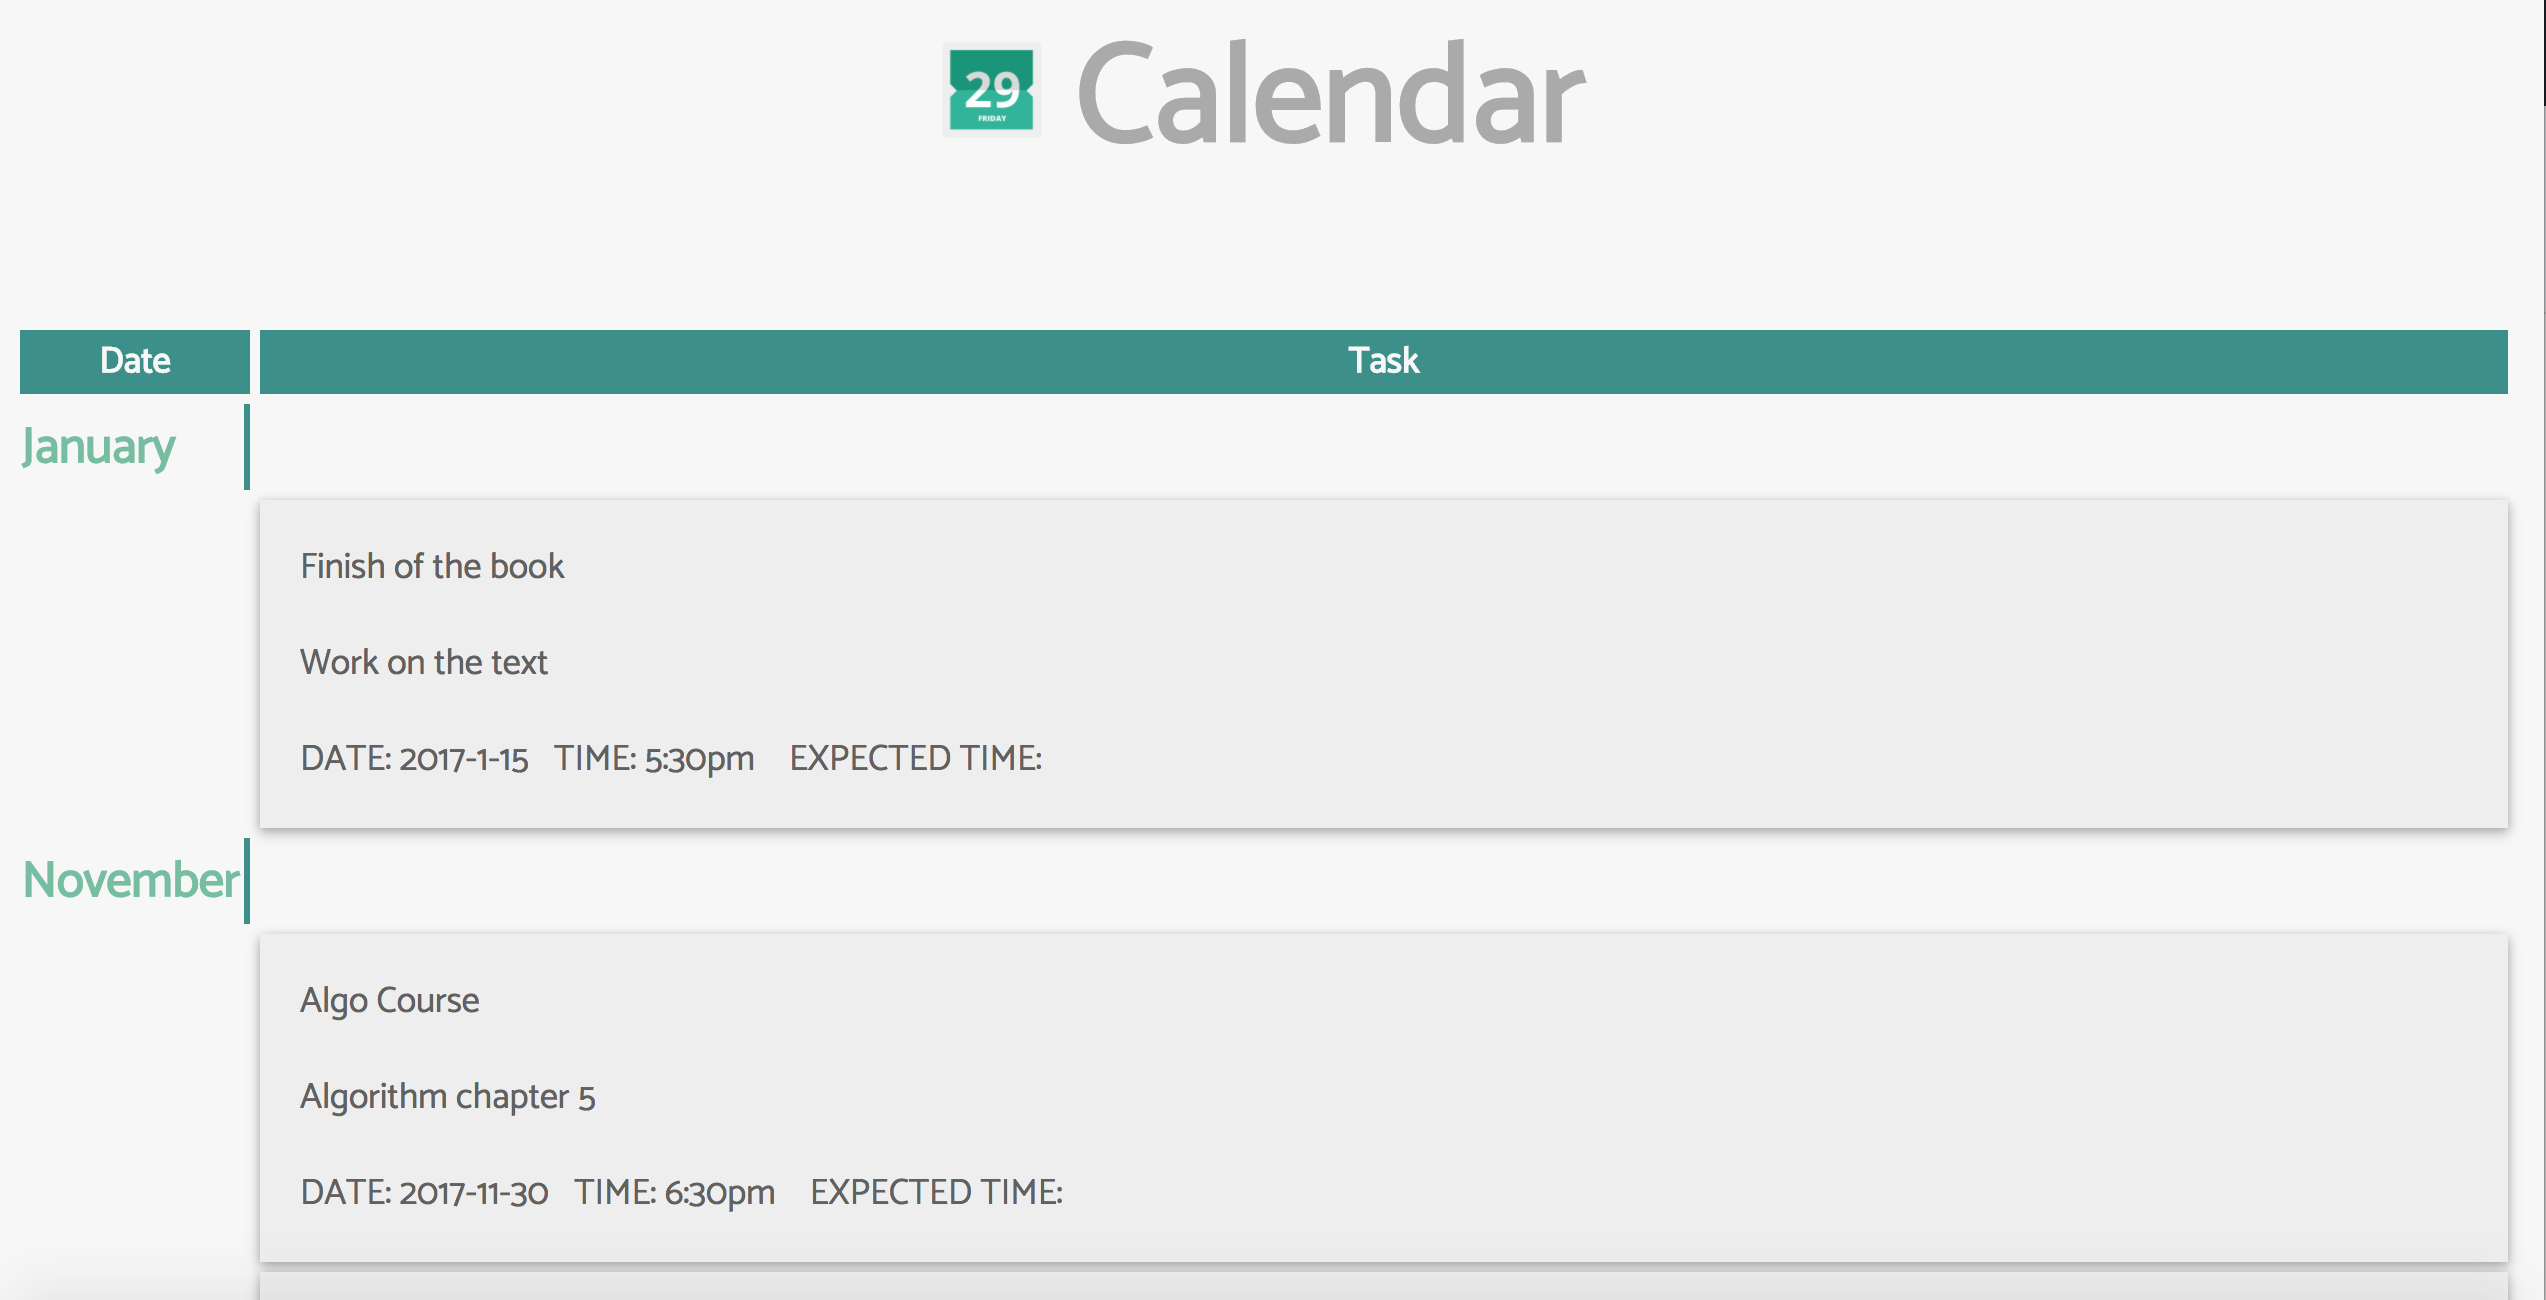 29
FRIDAY
Calendar
Date Task
January
Finish of the book
Work on the text
DATE: 2017-1-15 TIME: 5:30pm EXPECTED TIME:
November
Algo Course
Algorithm chapter 5
DATE: 2017-11-30 TIME: 6:30pm EXPECTED TIME: